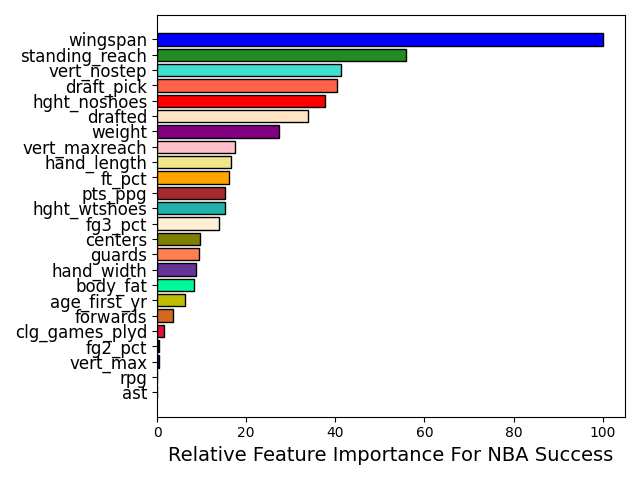 wingspan
standing_reach
vert_nostep
draft_pick
hght_noshoes
drafted
weight
vert_maxreach
hand_length
ft_pct
pts_ppg
hght_wtshoes
fg3_pct
centers
guards
hand_width
body_fat
age_first_yr
forwards
clg_games_plyd
fg2_pct
vert_max
rpg
ast
0 20 40 60 80 100
Relative Feature Importance For NBA Success